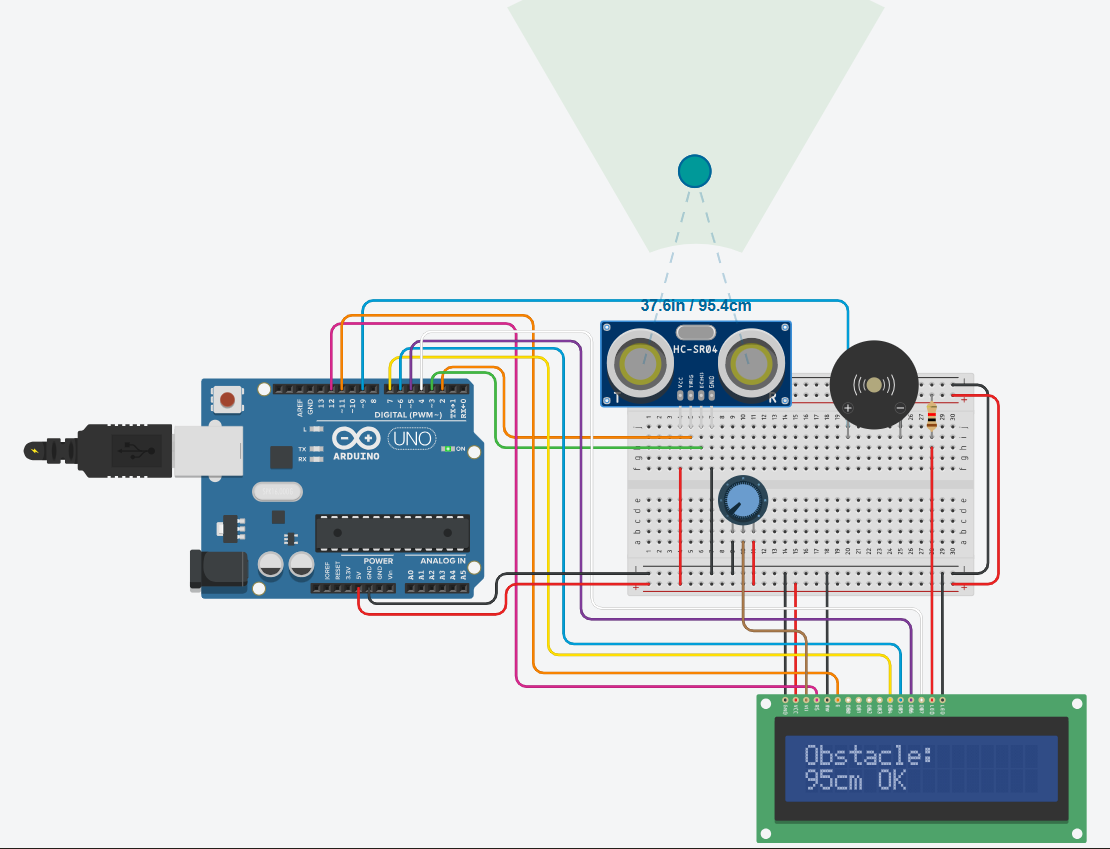 37.6in / 95.4cm
HC-SR04
VCC
TRIG
ECHO
GND
T
R
AREF
GND
13
12
~11
~10
~9
8
7
~6
~5
4
~3
2
TX→1
RX←0
DIGITAL (PWM~)
L
TX
RX
UNO
ARDUINO
ON
POWER
ANALOG IN
IOREF
RESET
3.3V
5V
GND
GND
Vin
A0
A1
A2
A3
A4
A5
Obstacle:
95cm OK